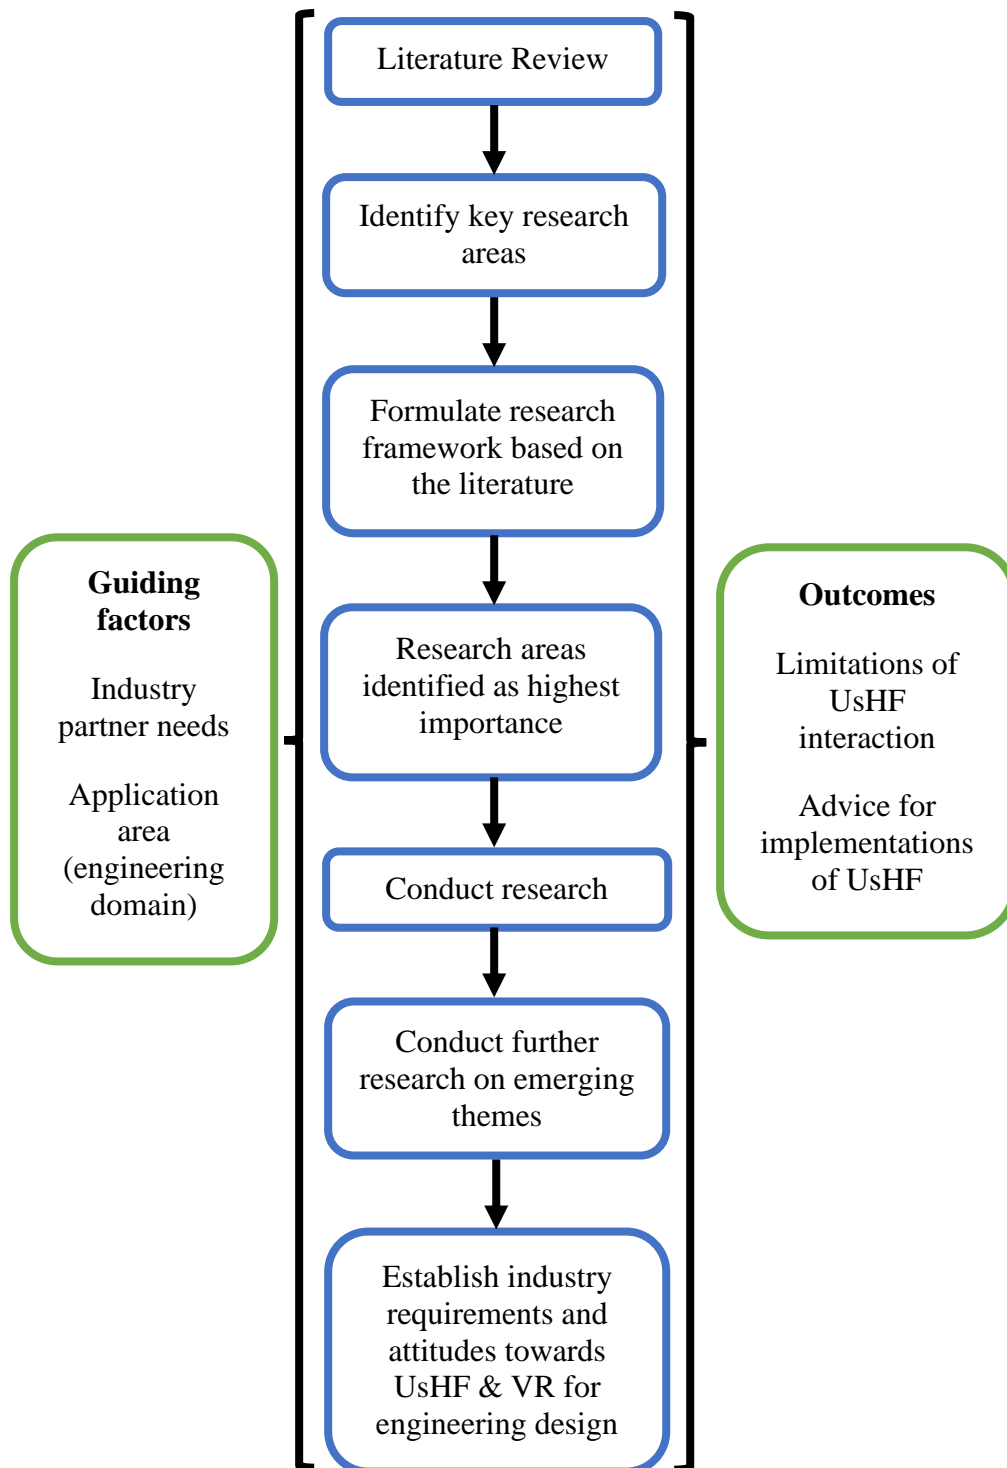 Literature Review
Identify key research
areas
Formulate research
framework based on
the literature
Guiding
factors
Industry
partner needs
Application
area
(engineering
domain)
Research areas
identified as highest
importance
Outcomes
Limitations of
UsHF
interaction
Advice for
implementations
of UsHF
Conduct research
Conduct further
research on emerging
themes
Establish industry
requirements and
attitudes towards
UsHF & VR for
engineering design